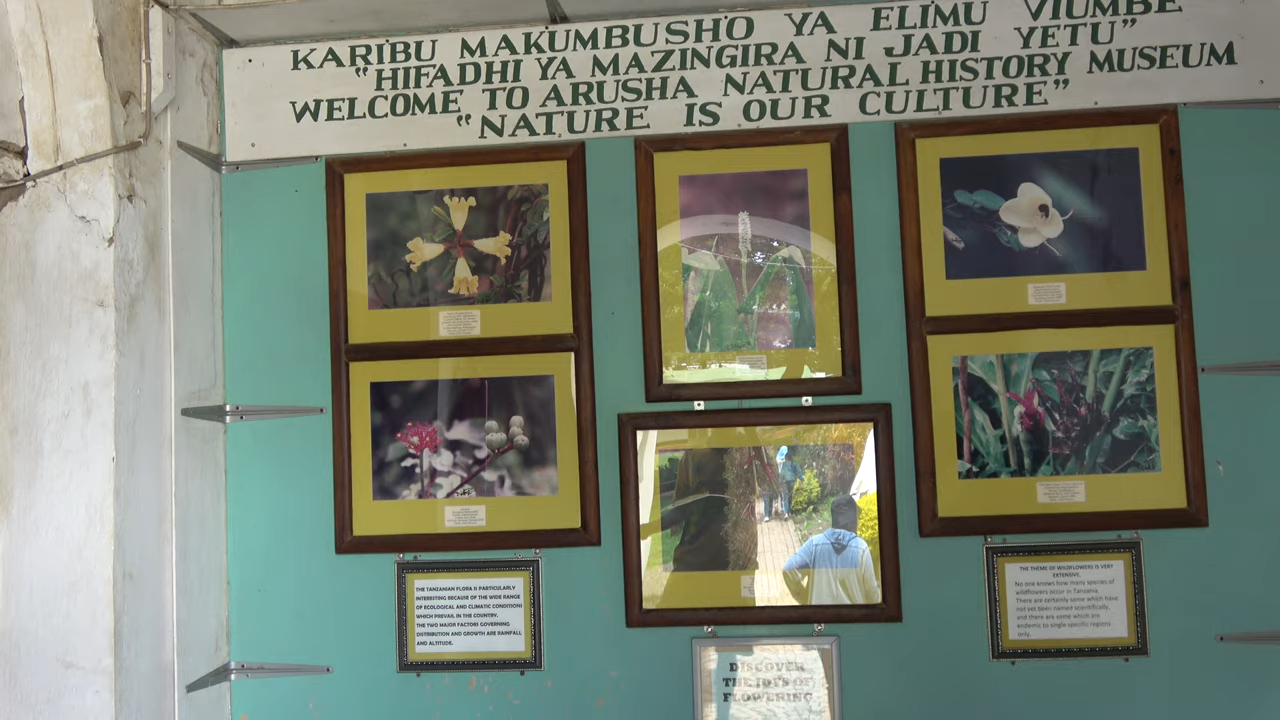 KARIBU MAKUMBUSHO YA ELIMU VIUMBE
"HIFADHI YA MAZINGIRA NI JADI YETU"
WELCOME TO ARUSHA NATURAL HISTORY MUSEUM
"NATURE IS OUR CULTURE"
THE TANZANIAN FLORA IS PARTICULARLY
INTERESTING BECAUSE OF THE WIDE RANGE
OF ECOLOGICAL AND CLIMATIC CONDITIONS
WHICH PREVAIL IN THE COUNTRY.
THE TWO MAJOR FACTORS GOVERNING
DISTRIBUTION AND GROWTH ARE RAINFALL
AND ALTITUDE.
DISCOVER
THE JOYS OF
FLOWERING
THE THEME OF WILDFLOWERS IS VERY
EXTENSIVE.
No one knows how many species of
wildflowers occur in Tanzania.
There are certainly some which have
not yet been named scientifically,
and there are some which are
endemic to single specific regions
only.